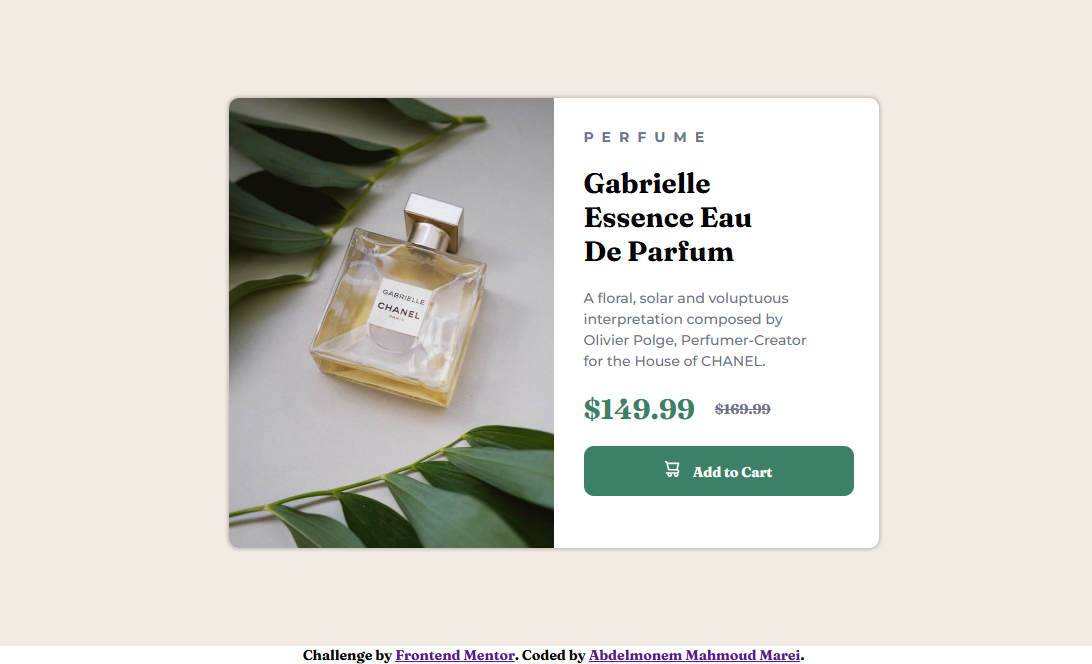 GABRIELLE
CHANEL
PARIS
PERFUME
Gabrielle
Essence Eau
De Parfum
A floral, solar and voluptuous
interpretation composed by
Olivier Polge, Perfumer-Creator
for the House of CHANEL.
$149.99 $169.99
Add to Cart
Challenge by Frontend Mentor. Coded by Abdelmonem Mahmoud Marei.